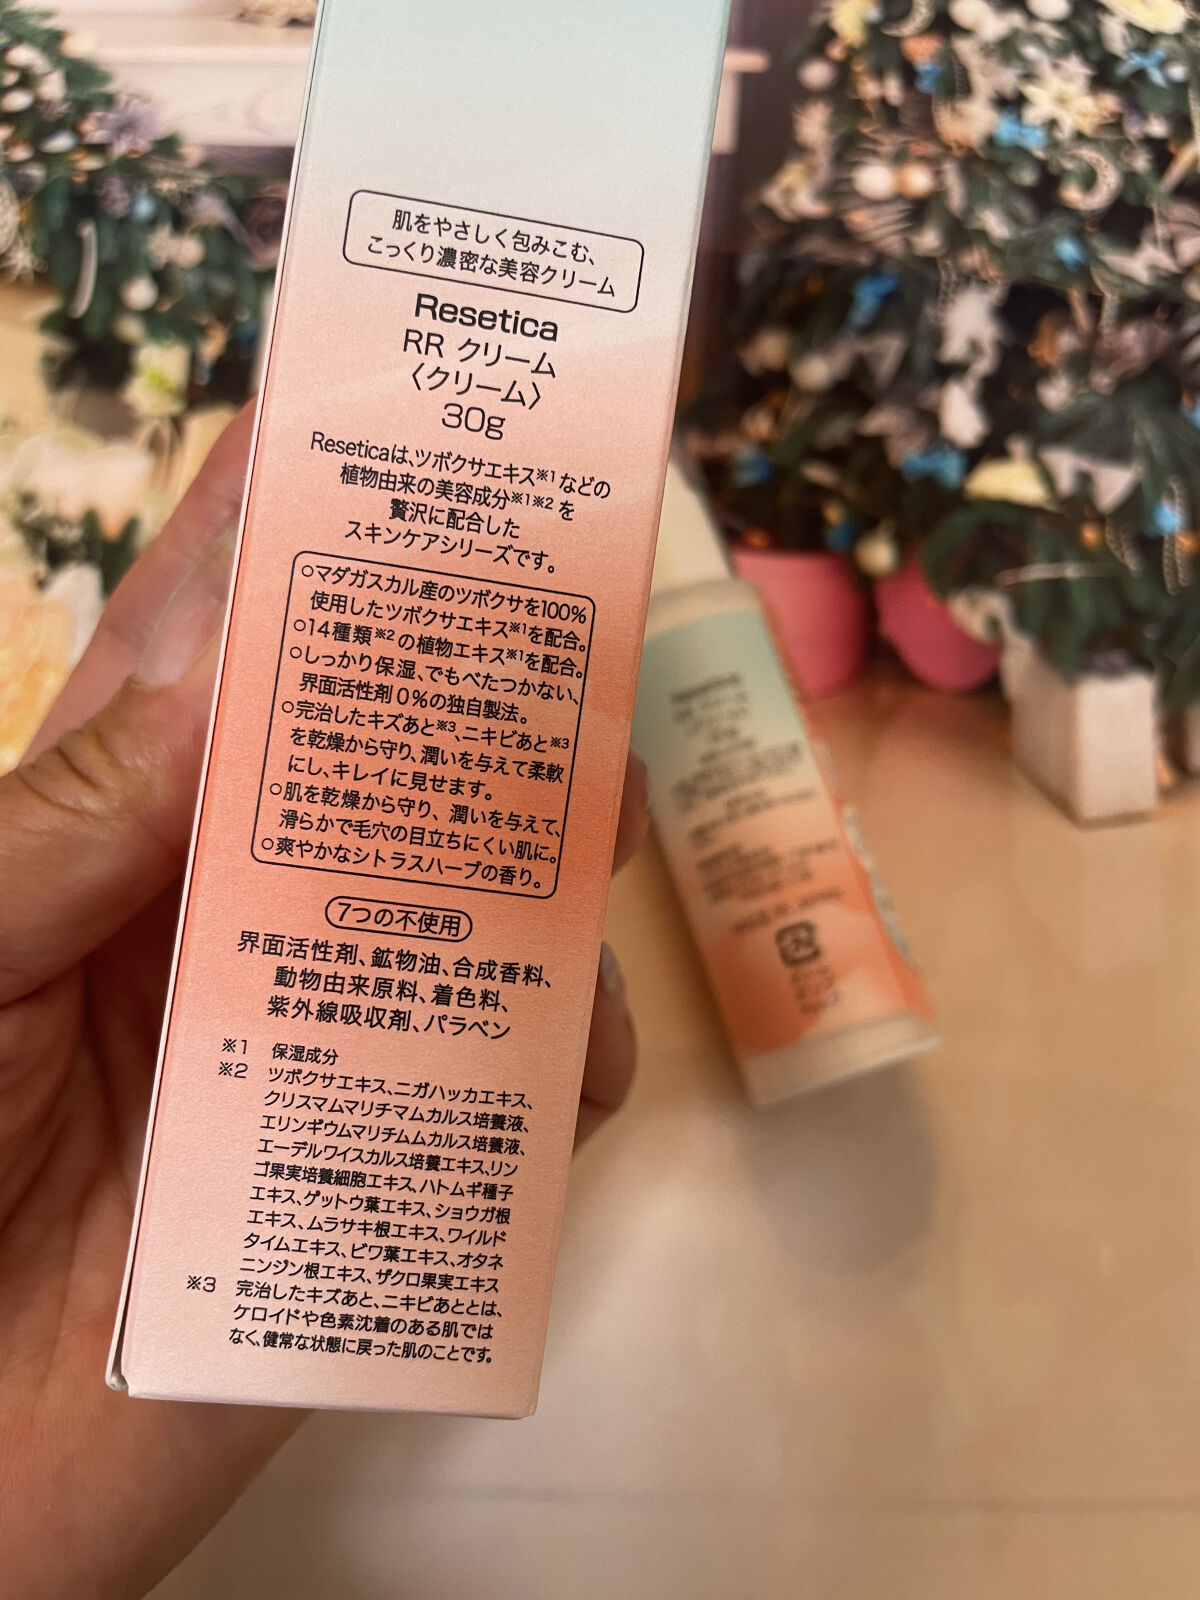 肌をやさしく包みこむ、
こっくり濃密な美容クリーム
Resetica
RR クリーム
〈クリーム〉
30g
Reseticaは、ツボクサエキス※1などの
植物由来の美容成分※1※2を
贅沢に配合した
スキンケアシリーズです。
○マダガスカル産のツボクサを100%
使用したツボクサエキス※1を配合。
○14種類※2の植物エキス※1を配合。
○しっかり保湿、でもべたつかない、
界面活性剤0%の独自製法。
○完治したキズあと※3、ニキビあと※3
を乾燥から守り、潤いを与えて柔軟
にし、キレイに見せます。
○肌を乾燥から守り、潤いを与えて、
滑らかで毛穴の目立ちにくい肌に。
○爽やかなシトラスハーブの香り。
7つの不使用
界面活性剤、鉱物油、合成香料、
動物由来原料、着色料、
紫外線吸収剤、パラベン
※1 保湿成分
※2 ツボクサエキス、ニガハッカエキス、
クリスマムマリチマムカルス培養液、
エリンギウムマリチムムカルス培養液、
エーデルワイスカルス培養エキス、リン
ゴ果実培養細胞エキス、ハトムギ種子
エキス、ゲットウ葉エキス、ショウガ根
エキス、ムラサキ根エキス、ワイルド
タイムエキス、ビワ葉エキス、オタネ
ニンジン根エキス、ザクロ果実エキス
※3 完治したキズあと、ニキビあととは、
ケロイドや色素沈着のある肌では
なく、健常な状態に戻った肌のことです。